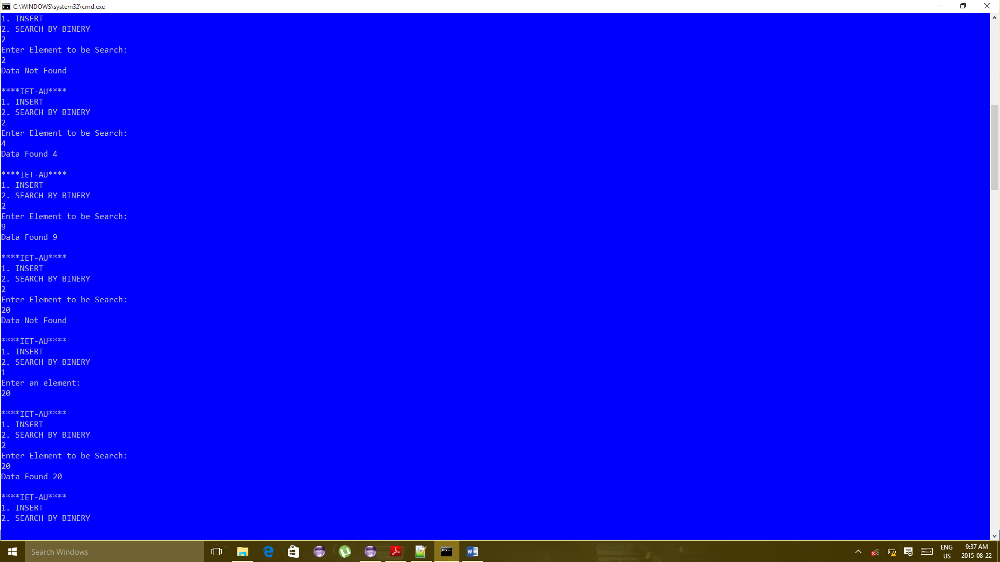 C:\WINDOWS\system32\cmd.exe
1. INSERT
2. SEARCH BY BINERY
2
Enter Element to be Search:
2
Data Not Found
****IET-AU****
1. INSERT
2. SEARCH BY BINERY
2
Enter Element to be Search:
4
Data Found 4
****IET-AU****
1. INSERT
2. SEARCH BY BINERY
2
Enter Element to be Search:
9
Data Found 9
****IET-AU****
1. INSERT
2. SEARCH BY BINERY
2
Enter Element to be Search:
20
Data Not Found
****IET-AU****
1. INSERT
2. SEARCH BY BINERY
1
Enter an element:
20
****IET-AU****
1. INSERT
2. SEARCH BY BINERY
2
Enter Element to be Search:
20
Data Found 20
****IET-AU****
1. INSERT
2. SEARCH BY BINERY
Search Windows
ENG
US
9:37 AM
2015-08-22